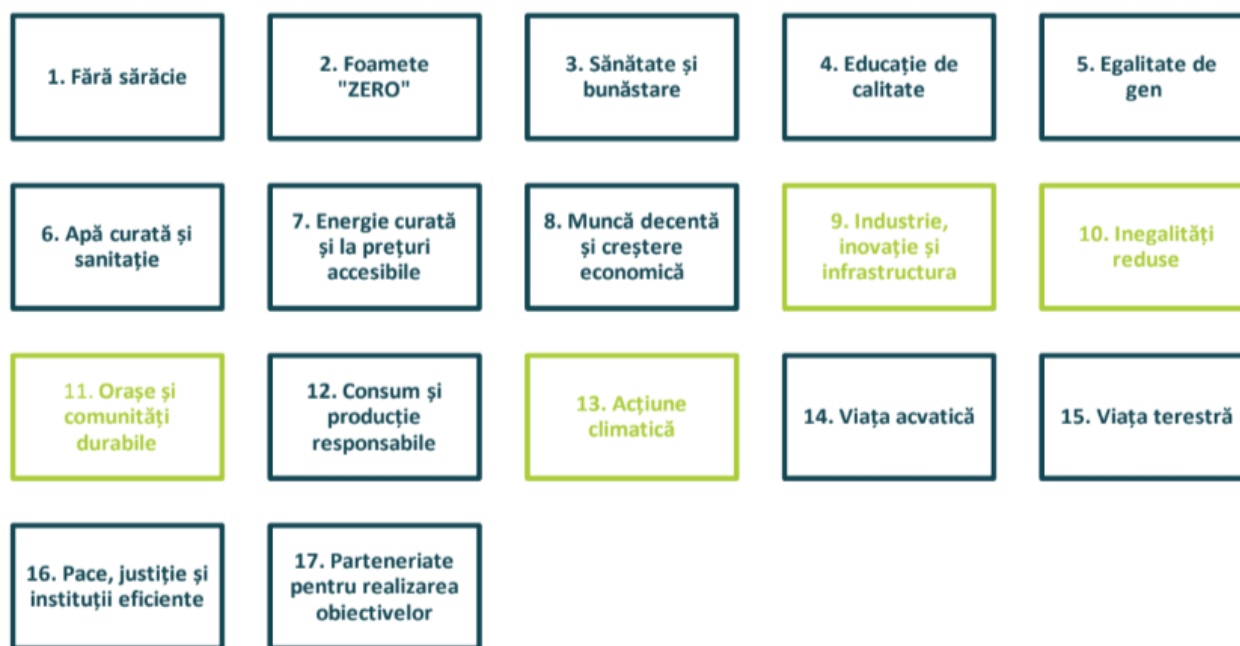 1. Fără sărăcie
2. Foamete
"ZERO"
3. Sănătate și
bunăstare
4. Educație de
calitate
5. Egalitate de
gen
6. Apă curată și
sanitație
7. Energie curată
și la prețuri
accesibile
8. Muncă decentă
și creștere
economică
9. Industrie,
inovație și
infrastructura
10. Inegalități
reduse
11. Orașe și
comunități
durabile
12. Consum și
producție
responsabile
13. Acțiune
climatică
14. Viața acvatică
15. Viața terestră
16. Pace, justiție și
instituții eficiente
17. Parteneriate
pentru realizarea
obiectivelor